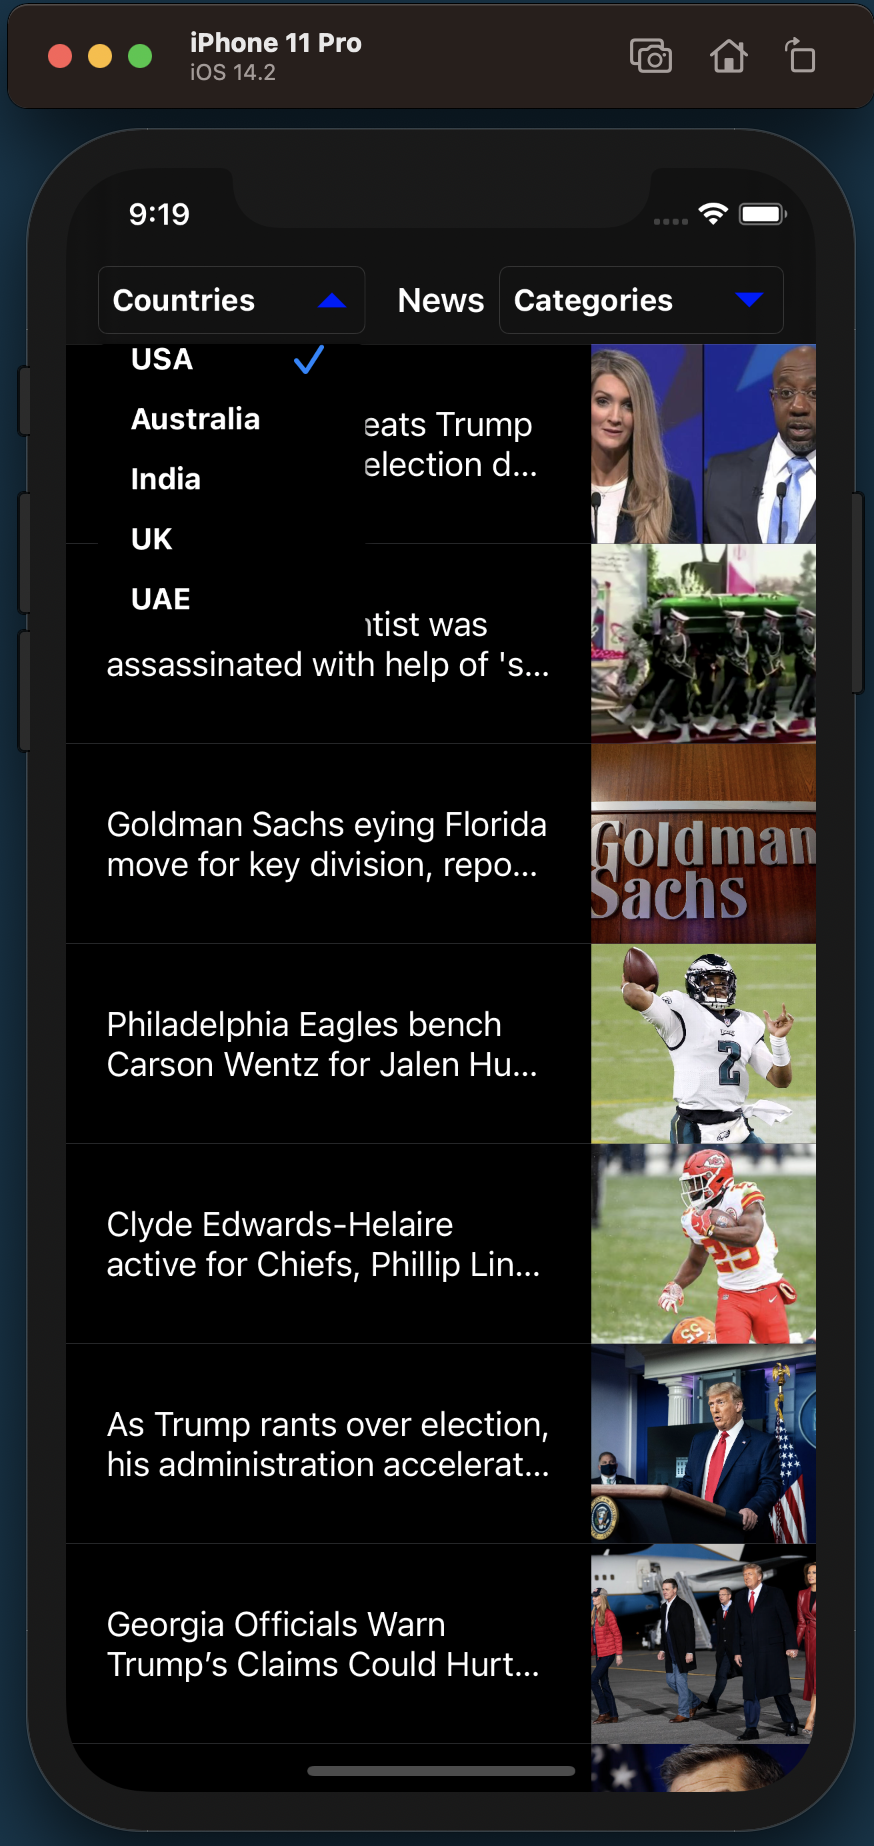 iPhone 11 Pro
iOS 14.2
9:19
Countries
News
Categories
USA
Australia
India
UK
UAE
eats Trump
election d...
ntist was
assassinated with help of 's...
Goldman Sachs eying Florida
move for key division, repo...
Goldman
Sachs
Philadelphia Eagles bench
Carson Wentz for Jalen Hu...
2
Clyde Edwards-Helaire
active for Chiefs, Phillip Lin...
25
55
As Trump rants over election,
his administration accelerat...
Georgia Officials Warn
Trump’s Claims Could Hurt...